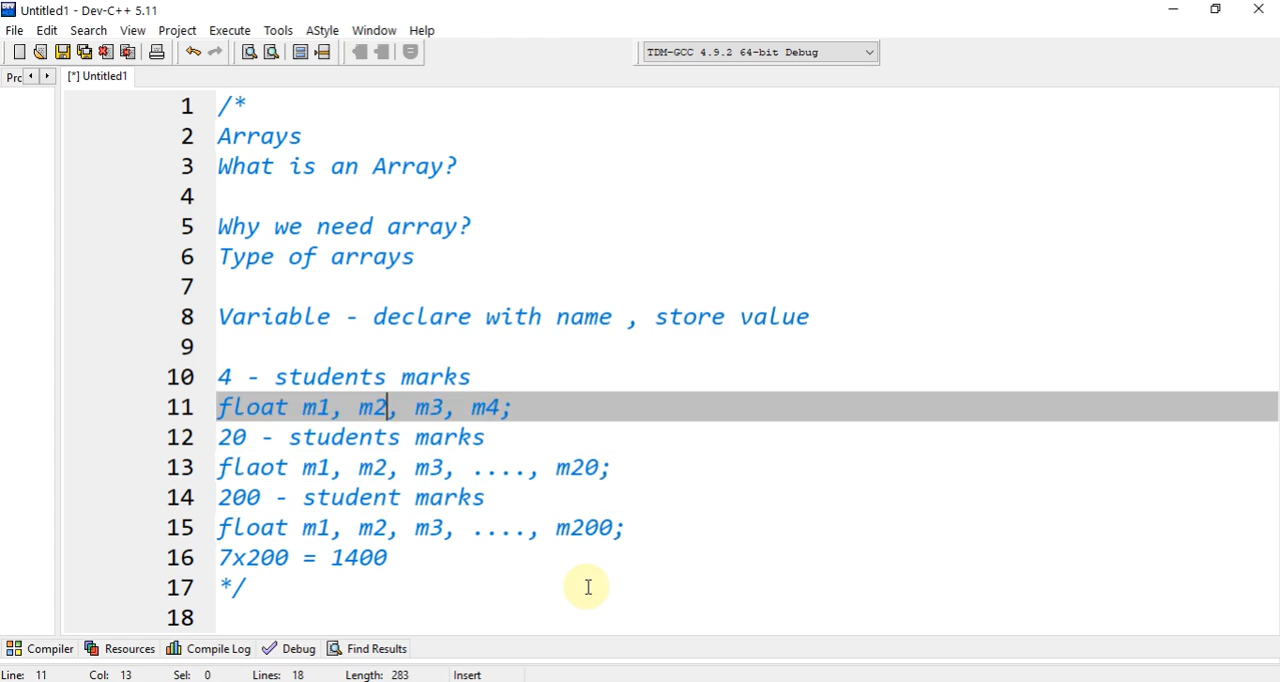 Untitled1 - Dev-C++ 5.11
File Edit Search View Project Execute Tools AStyle Window Help
TDM-GCC 4.9.2 64-bit Debug
Prc [*] Untitled1
1 /*
2 Arrays
3 What is an Array?
4
5 Why we need array?
6 Type of arrays
7
8 Variable - declare with name , store value
9
10 4 - students marks
11 float m1, m2, m3, m4;
12 20 - students marks
13 flaot m1, m2, m3, ...., m20;
14 200 - student marks
15 float m1, m2, m3, ...., m200;
16 7x200 = 1400
17 */
18
Compiler Resources Compile Log Debug Find Results
Line: 11 Col: 13 Sel: 0 Lines: 18 Length: 283 Insert